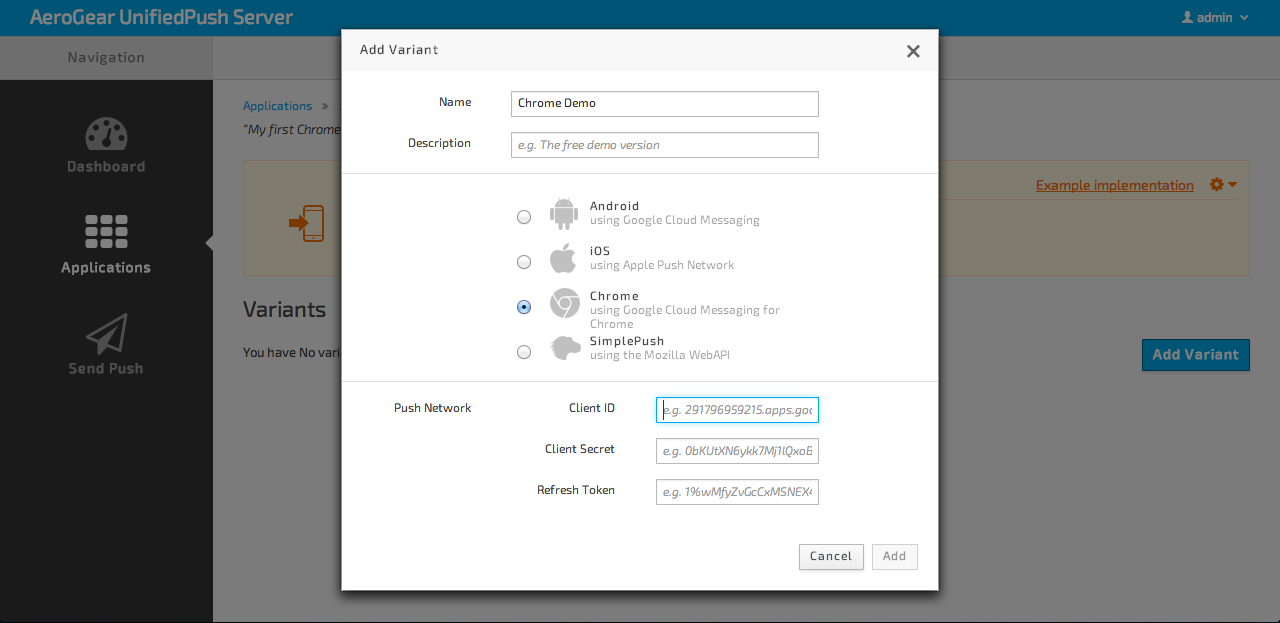 AeroGear UnifiedPush Server
admin
Navigation
Dashboard
Applications
Send Push
Applications »
"My first Chrome
Example implementation
Variants
You have No vari
Add Variant
Add Variant
Name
Chrome Demo
Description
e.g. The free demo version
Android
using Google Cloud Messaging
iOS
using Apple Push Network
Chrome
using Google Cloud Messaging for
Chrome
SimplePush
using the Mozilla WebAPI
Push Network
Client ID
e.g. 291796959215.apps.goo
Client Secret
e.g. 0bKUtXN6ykk7Mj1lQxoB
Refresh Token
e.g. 1%wMfyZvGcCxMSNEX4
Cancel
Add